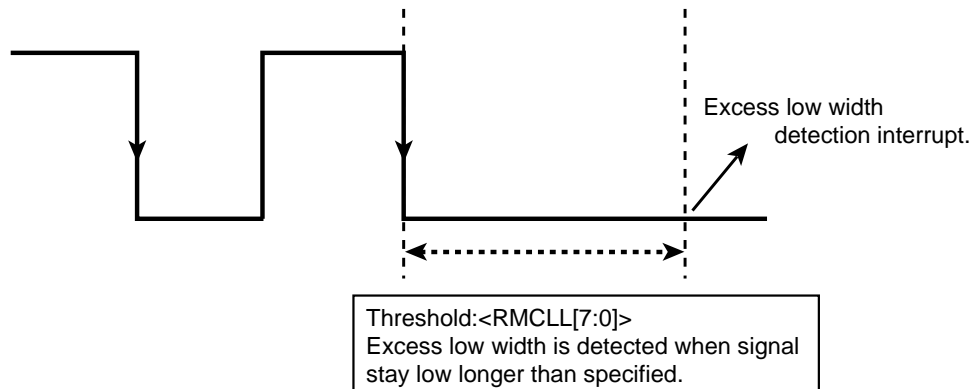 Excess low width
detection interrupt.
Threshold:<RMCLL[7:0]>
Excess low width is detected when signal
stay low longer than specified.